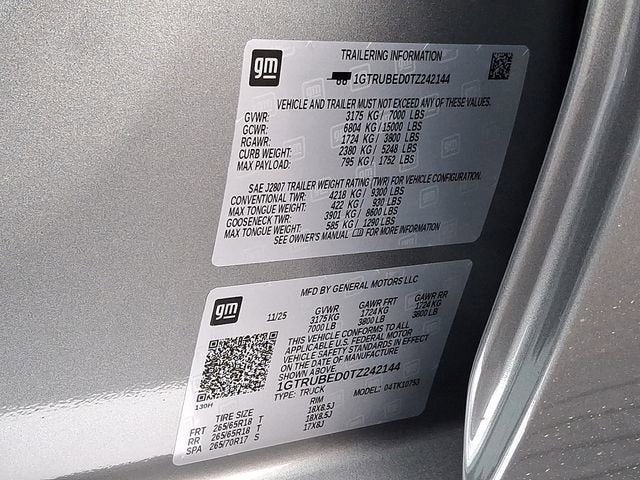 gm
TRAILERING INFORMATION
1GTRUBED0TZ242144
VEHICLE AND TRAILER MUST NOT EXCEED ANY OF THESE VALUES.
GVWR: 3175 KG / 7000 LBS
GCWR: 6804 KG / 15000 LBS
RGAWR: 1724 KG / 3800 LBS
CURB WEIGHT: 2380 KG / 5248 LBS
MAX PAYLOAD: 795 KG / 1752 LBS
SAE J2807 TRAILER WEIGHT RATING (TWR) FOR VEHICLE CONFIGURATION.
CONVENTIONAL TWR: 4218 KG / 9300 LBS
MAX TONGUE WEIGHT: 422 KG / 930 LBS
GOOSENECK TWR: 3901 KG / 8600 LBS
MAX TONGUE WEIGHT: 585 KG / 1290 LBS
SEE OWNER'S MANUAL FOR MORE INFORMATION
gm
MFD BY GENERAL MOTORS LLC
11/25 GVWR GAWR FRT GAWR RR
3175 KG 1724 KG 1724 KG
7000 LB 3800 LB 3800 LB
THIS VEHICLE CONFORMS TO ALL
APPLICABLE U.S. FEDERAL MOTOR
VEHICLE SAFETY STANDARDS IN EFFECT
ON THE DATE OF MANUFACTURE
SHOWN ABOVE.
1GTRUBED0TZ242144
TYPE: TRUCK MODEL: 04TK10753
130H
TIRE SIZE RIM
FRT 265/65R18 T 18X8.5J
RR 265/65R18 T 18X8.5J
SPA 265/70R17 S 17X8J